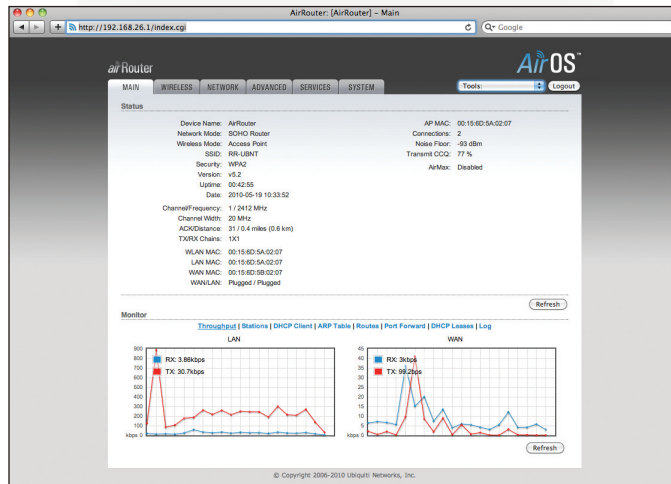 AirRouter: [AirRouter] – Main
http://192.168.26.1/index.cgi
Google
airRouter
AirOS™
MAIN WIRELESS NETWORK ADVANCED SERVICES SYSTEM
Tools:
Logout
Status
Device Name: AirRouter
Network Mode: SOHO Router
Wireless Mode: Access Point
SSID: RR-UBNT
Security: WPA2
Version: v5.2
Uptime: 00:42:55
Date: 2010-05-19 10:33:52
Channel/Frequency: 1 / 2412 MHz
Channel Width: 20 MHz
ACK/Distance: 31 / 0.4 miles (0.6 km)
TX/RX Chains: 1X1
WLAN MAC: 00:15:6D:5A:02:07
LAN MAC: 00:15:6D:5A:02:07
WAN MAC: 00:15:6D:5B:02:07
WAN/LAN: Plugged / Plugged
AP MAC: 00:15:6D:5A:02:07
Connections: 2
Noise Floor: -93 dBm
Transmit CCQ: 77 %
AirMax: Disabled
Refresh
Monitor
Throughput | Stations | DHCP Client | ARP Table | Routes | Port Forward | DHCP Leases | Log
LAN
900
800
700
600
500
400
300
200
100
kbps 0
RX: 3.86kbps
TX: 30.7kbps
WAN
45
40
35
30
25
20
15
10
5
kbps 0
RX: 3kbps
TX: 99.2bps
Refresh
© Copyright 2006-2010 Ubiquiti Networks, Inc.